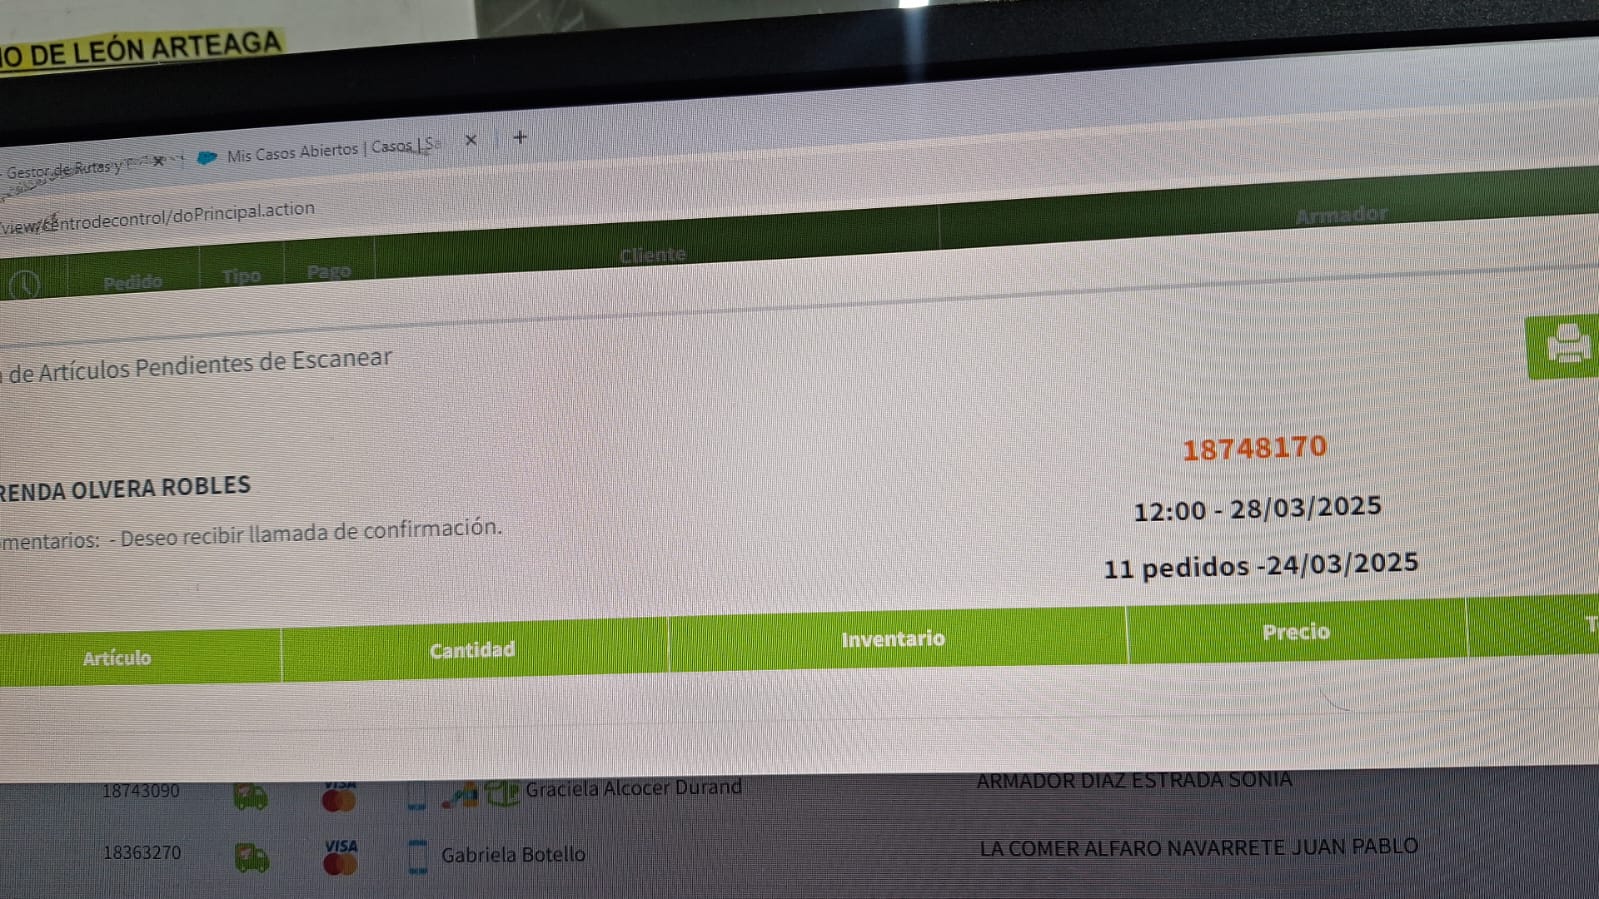 IO DE LEÓN ARTEAGA
Gestor de Rutas y
Mis Casos Abiertos | Casos | Sa
view/centrodecontrol/doPrincipal.action
Pedido Tipo Pago Cliente Armador
de Artículos Pendientes de Escanear
18748170
RENDA OLVERA ROBLES
12:00 - 28/03/2025
omentarios: - Deseo recibir llamada de confirmación.
11 pedidos -24/03/2025
Artículo Cantidad Inventario Precio T
18743090 VISA Graciela Alcocer Durand ARMADOR DIAZ ESTRADA SONIA
18363270 VISA Gabriela Botello LA COMER ALFARO NAVARRETE JUAN PABLO